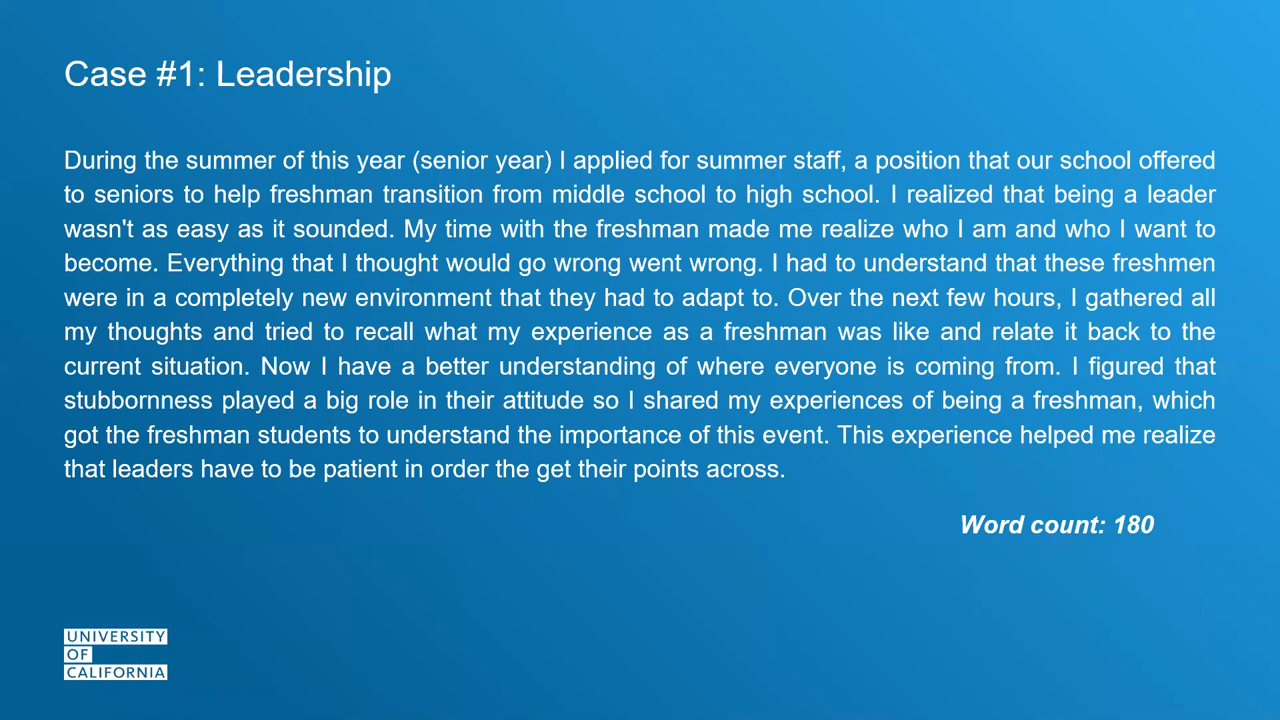 Case #1: Leadership
During the summer of this year (senior year) I applied for summer staff, a position that our school offered
to seniors to help freshman transition from middle school to high school. I realized that being a leader
wasn't as easy as it sounded. My time with the freshman made me realize who I am and who I want to
become. Everything that I thought would go wrong went wrong. I had to understand that these freshmen
were in a completely new environment that they had to adapt to. Over the next few hours, I gathered all
my thoughts and tried to recall what my experience as a freshman was like and relate it back to the
current situation. Now I have a better understanding of where everyone is coming from. I figured that
stubbornness played a big role in their attitude so I shared my experiences of being a freshman, which
got the freshman students to understand the importance of this event. This experience helped me realize
that leaders have to be patient in order the get their points across.
Word count: 180
UNIVERSITY
OF
CALIFORNIA